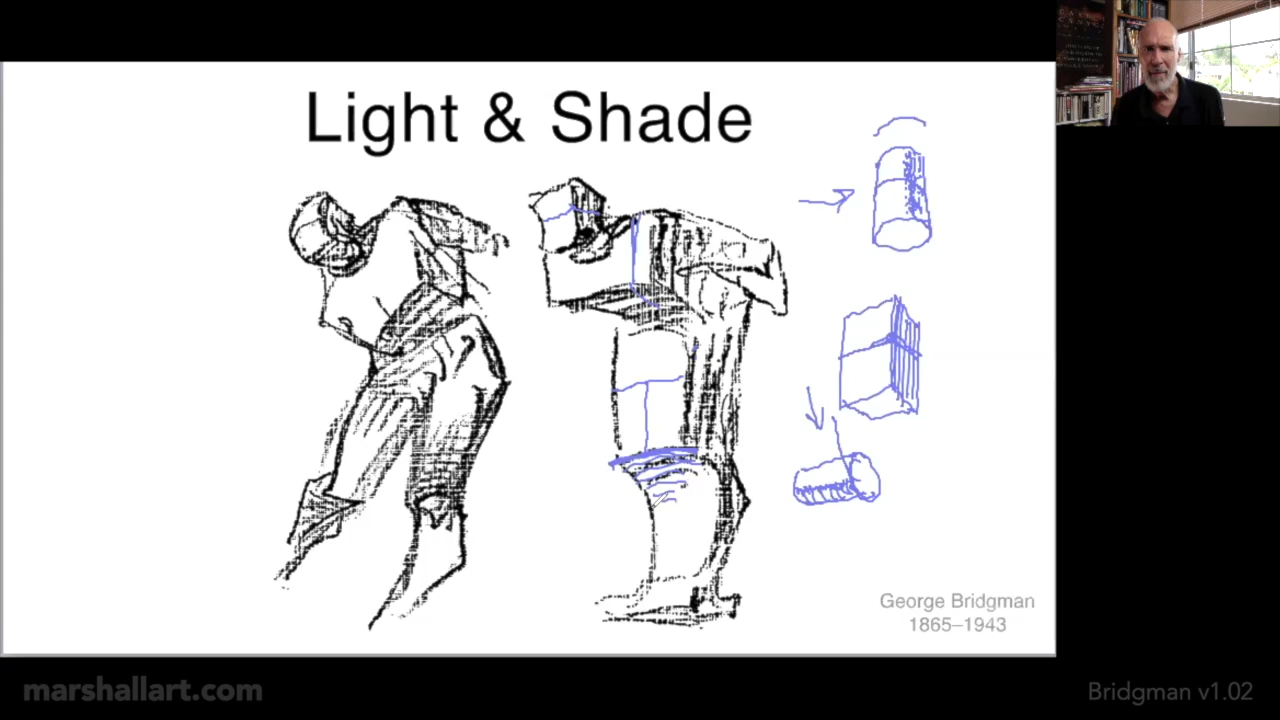 Light & Shade
George Bridgman
1865–1943
marshallart.com
Bridgman v1.02